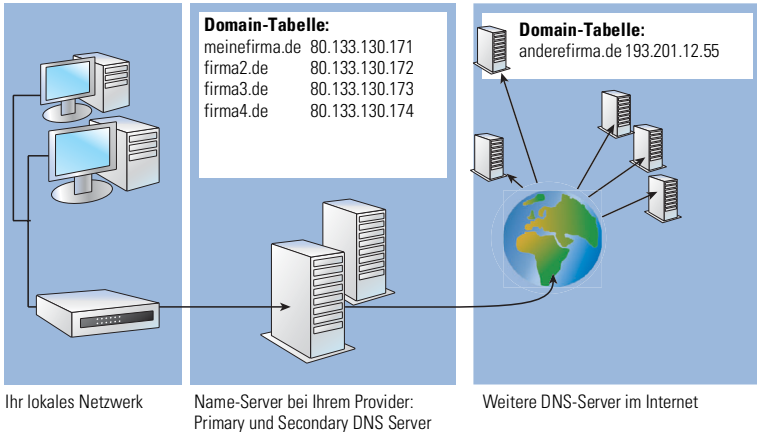 Domain-Tabelle:
meinefirma.de 80.133.130.171
firma2.de 80.133.130.172
firma3.de 80.133.130.173
firma4.de 80.133.130.174
Domain-Tabelle:
anderefirma.de 193.201.12.55
Ihr lokales Netzwerk
Name-Server bei Ihrem Provider:
Primary und Secondary DNS Server
Weitere DNS-Server im Internet